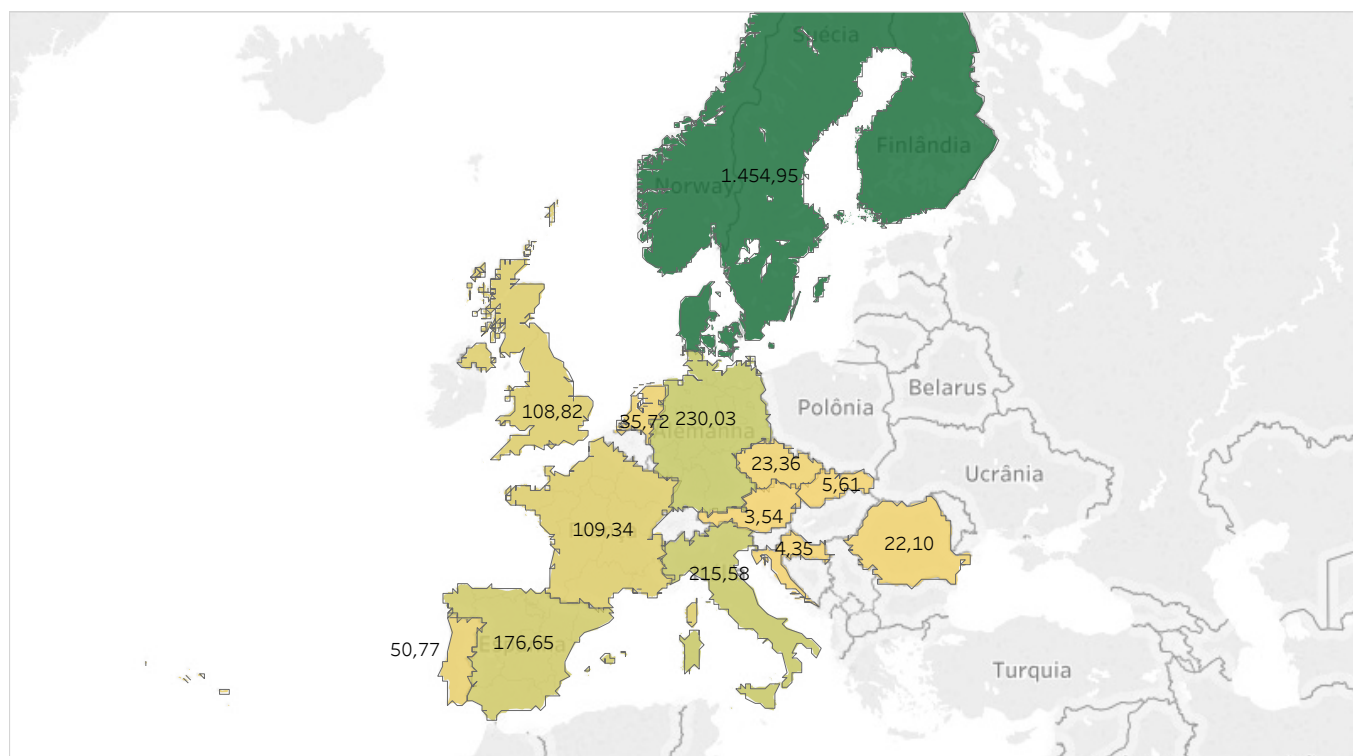 Suécia
Finlândia
1.454,95
Norway
Belarus
108,82
35,72
230,03
Polônia
Alemanha
23,36
Ucrânia
5,61
3,54
109,34
4,35
22,10
215,58
50,77
176,65
Turquia